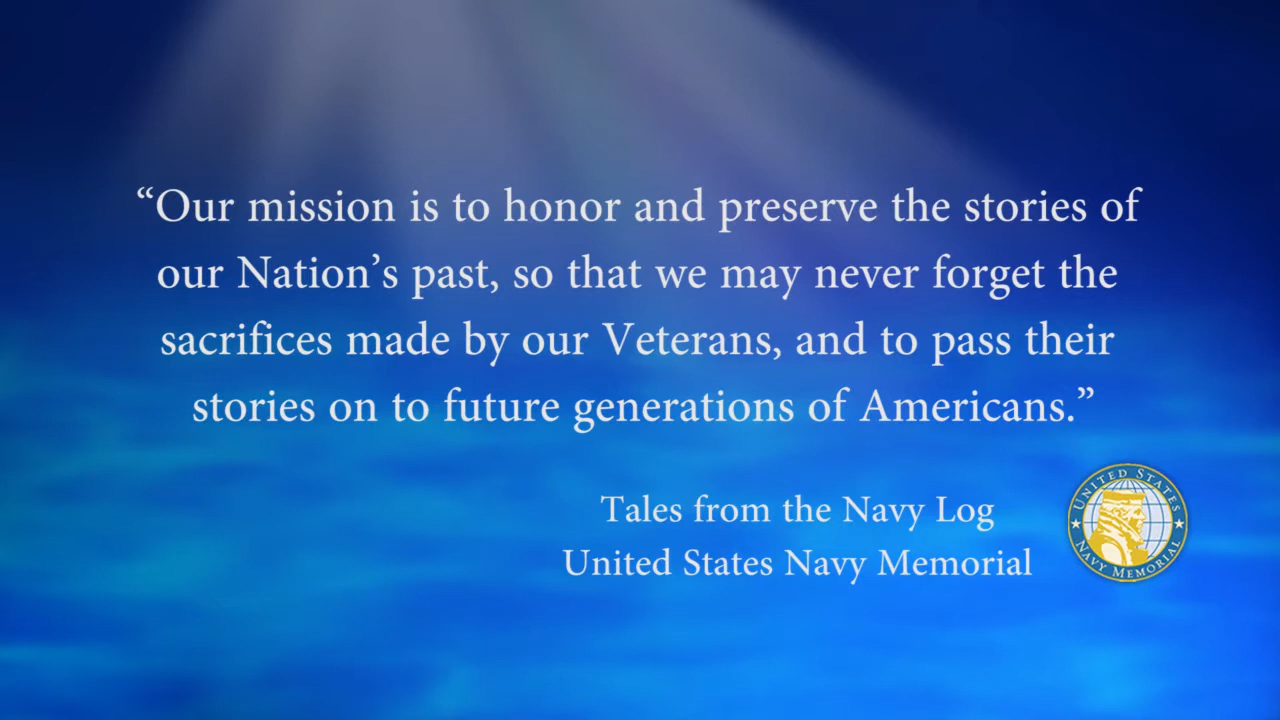 “Our mission is to honor and preserve the stories of
our Nation’s past, so that we may never forget the
sacrifices made by our Veterans, and to pass their
stories on to future generations of Americans.”
Tales from the Navy Log
United States Navy Memorial
UNITED STATES
NAVY MEMORIAL